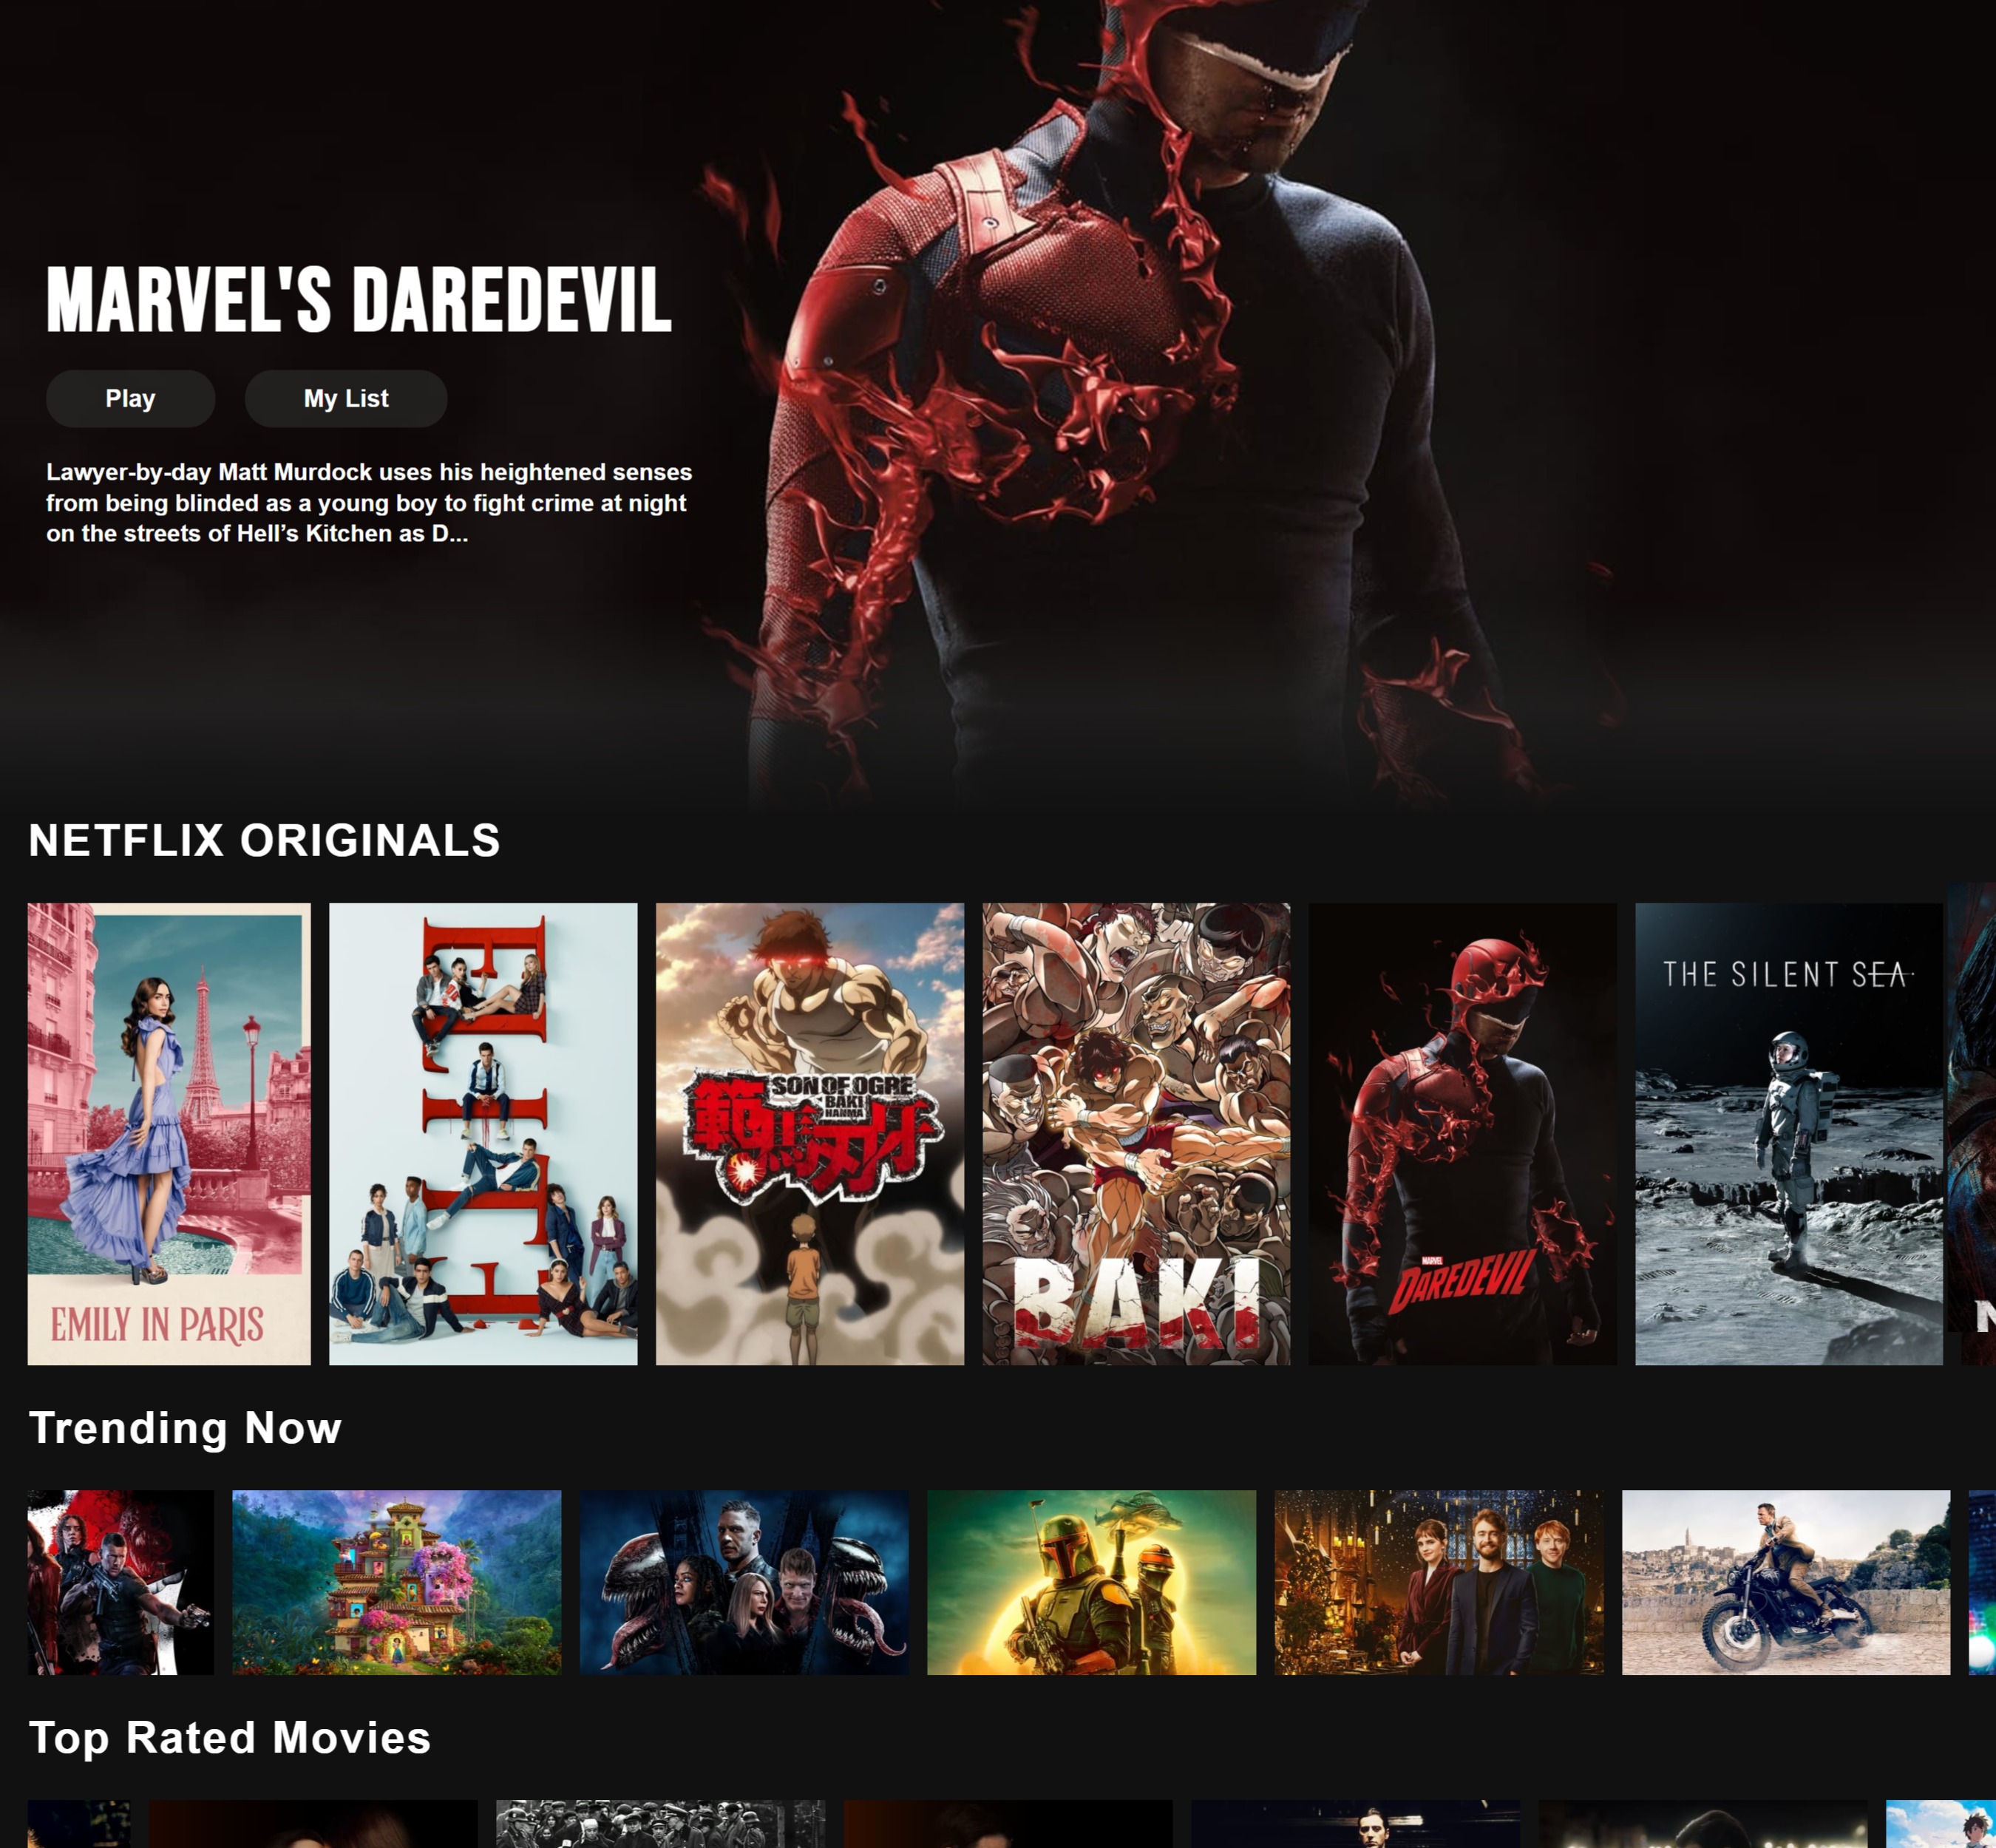 MARVEL'S DAREDEVIL
Play
My List
Lawyer-by-day Matt Murdock uses his heightened senses
from being blinded as a young boy to fight crime at night
on the streets of Hell’s Kitchen as D...
NETFLIX ORIGINALS
EMILY IN PARIS
ELITE
SON OF OGRE
BAKI
HANMA
範馬刃牙
BAKI
MARVEL
DAREDEVIL
THE SILENT SEA
N
Trending Now
Top Rated Movies